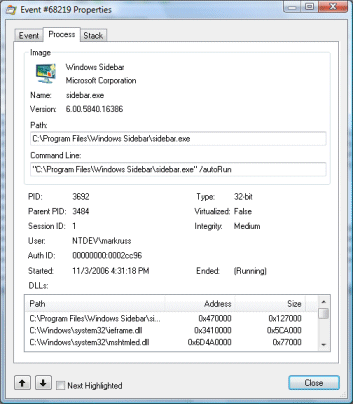 Event #68219 Properties
Event Process Stack
Image
Windows Sidebar
Microsoft Corporation
Name: sidebar.exe
Version: 6.00.5840.16386
Path:
C:\Program Files\Windows Sidebar\sidebar.exe
Command Line:
"C:\Program Files\Windows Sidebar\sidebar.exe" /autoRun
PID: 3692 Type: 32-bit
Parent PID: 3484 Virtualized: False
Session ID: 1 Integrity: Medium
User: NTDEV\markruss
Auth ID: 00000000:0002cc96
Started: 11/3/2006 4:31:18 PM Ended: (Running)
DLLs:
Path Address Size
C:\Program Files\Windows Sidebar\si... 0x470000 0x127000
C:\Windows\system32\ieframe.dll 0x3410000 0x5CA000
C:\Windows\system32\mshtmled.dll 0x6D4A0000 0x77000
Next Highlighted
Close